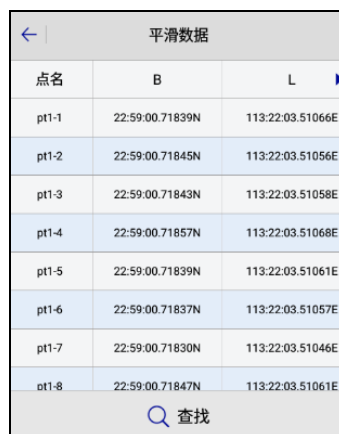 平滑数据
点名 B L
pt1-1 22:59:00.71839N 113:22:03.51066E
pt1-2 22:59:00.71845N 113:22:03.51056E
pt1-3 22:59:00.71843N 113:22:03.51058E
pt1-4 22:59:00.71857N 113:22:03.51068E
pt1-5 22:59:00.71839N 113:22:03.51061E
pt1-6 22:59:00.71837N 113:22:03.51057E
pt1-7 22:59:00.71830N 113:22:03.51046E
pt1-8 22:59:00.71847N 113:22:03.51061E
查找